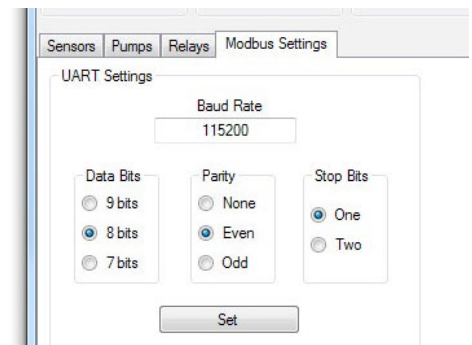 Sensors Pumps Relays Modbus Settings
UART Settings
Baud Rate
115200
Data Bits
9 bits
8 bits
7 bits
Parity
None
Even
Odd
Stop Bits
One
Two
Set